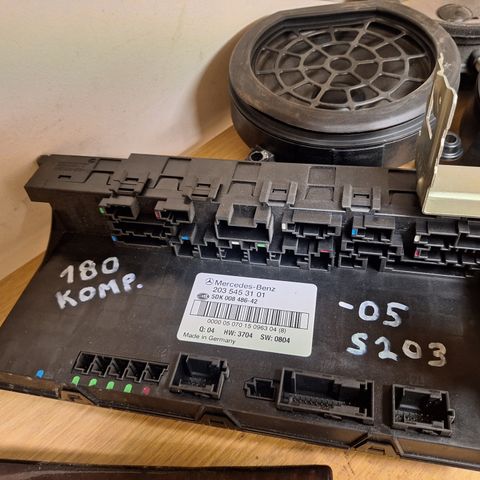 180
KOMP.
Mercedes-Benz
203 545 31 01
5DK 008 486-42
0000 05 070 15 0963 04 (8)
Q: 04 HW: 3704 SW: 0804
Made in Germany
-05
S203